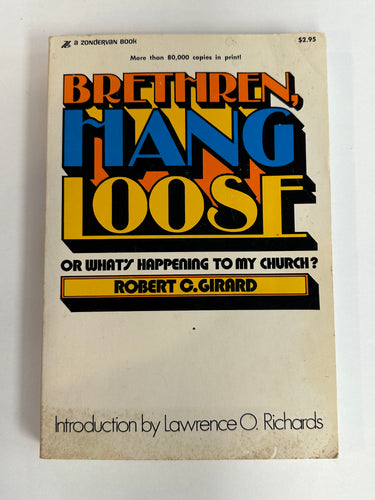 a ZONDERVAN BOOK
$2.95
More than 80,000 copies in print!
BRETHREN,
HANG
LOOSE
OR WHAT'S HAPPENING TO MY CHURCH?
ROBERT C. GIRARD
Introduction by Lawrence O. Richards